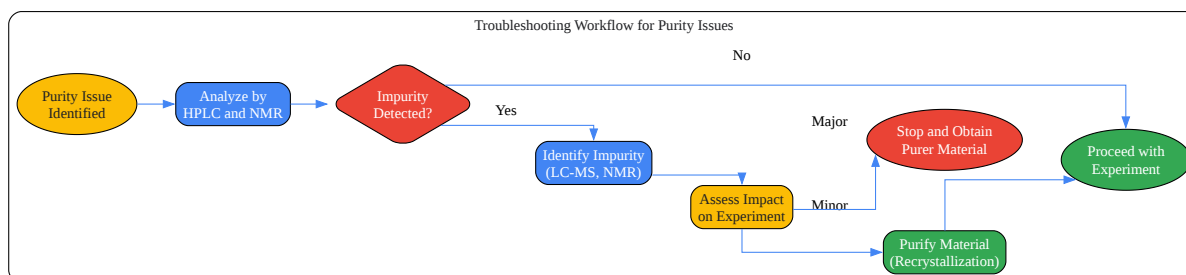 Troubleshooting Workflow for Purity Issues
No
Purity Issue
Identified
Analyze by
HPLC and NMR
Impurity
Detected?
Yes
Major
Stop and Obtain
Purer Material
Identify Impurity
(LC-MS, NMR)
Proceed with
Experiment
Assess Impact
on Experiment
Minor
Purify Material
(Recrystallization)